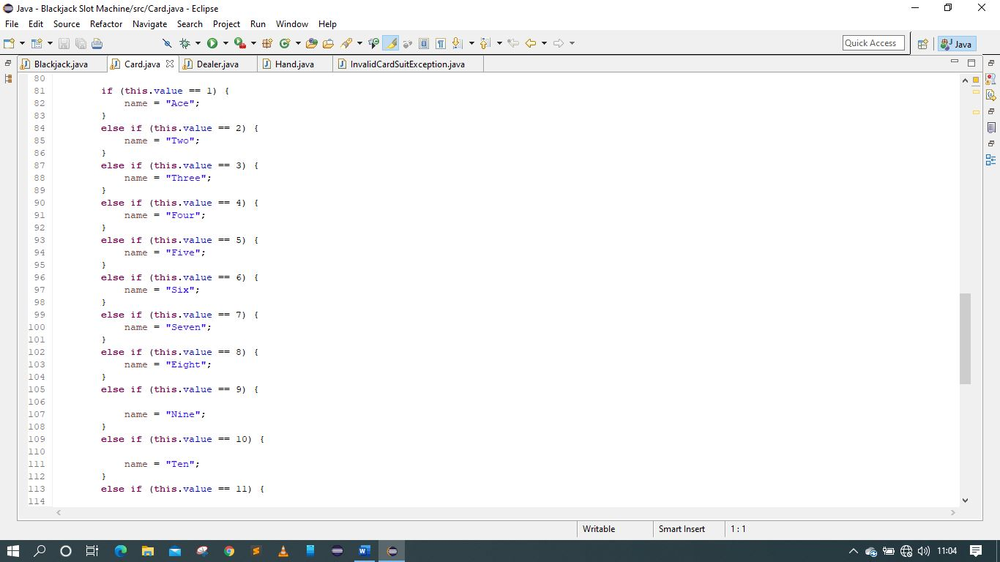 Java - Blackjack Slot Machine/src/Card.java - Eclipse
File Edit Source Refactor Navigate Search Project Run Window Help
Quick Access
Java
Blackjack.java Card.java Dealer.java Hand.java InvalidCardSuitException.java
80
81 if (this.value == 1) {
82 name = "Ace";
83 }
84 else if (this.value == 2) {
85 name = "Two";
86 }
87 else if (this.value == 3) {
88 name = "Three";
89 }
90 else if (this.value == 4) {
91 name = "Four";
92 }
93 else if (this.value == 5) {
94 name = "Five";
95 }
96 else if (this.value == 6) {
97 name = "Six";
98 }
99 else if (this.value == 7) {
100 name = "Seven";
101 }
102 else if (this.value == 8) {
103 name = "Eight";
104 }
105 else if (this.value == 9) {
106
107 name = "Nine";
108 }
109 else if (this.value == 10) {
110
111 name = "Ten";
112 }
113 else if (this.value == 11) {
114
Writable Smart Insert 1 : 1
11:04